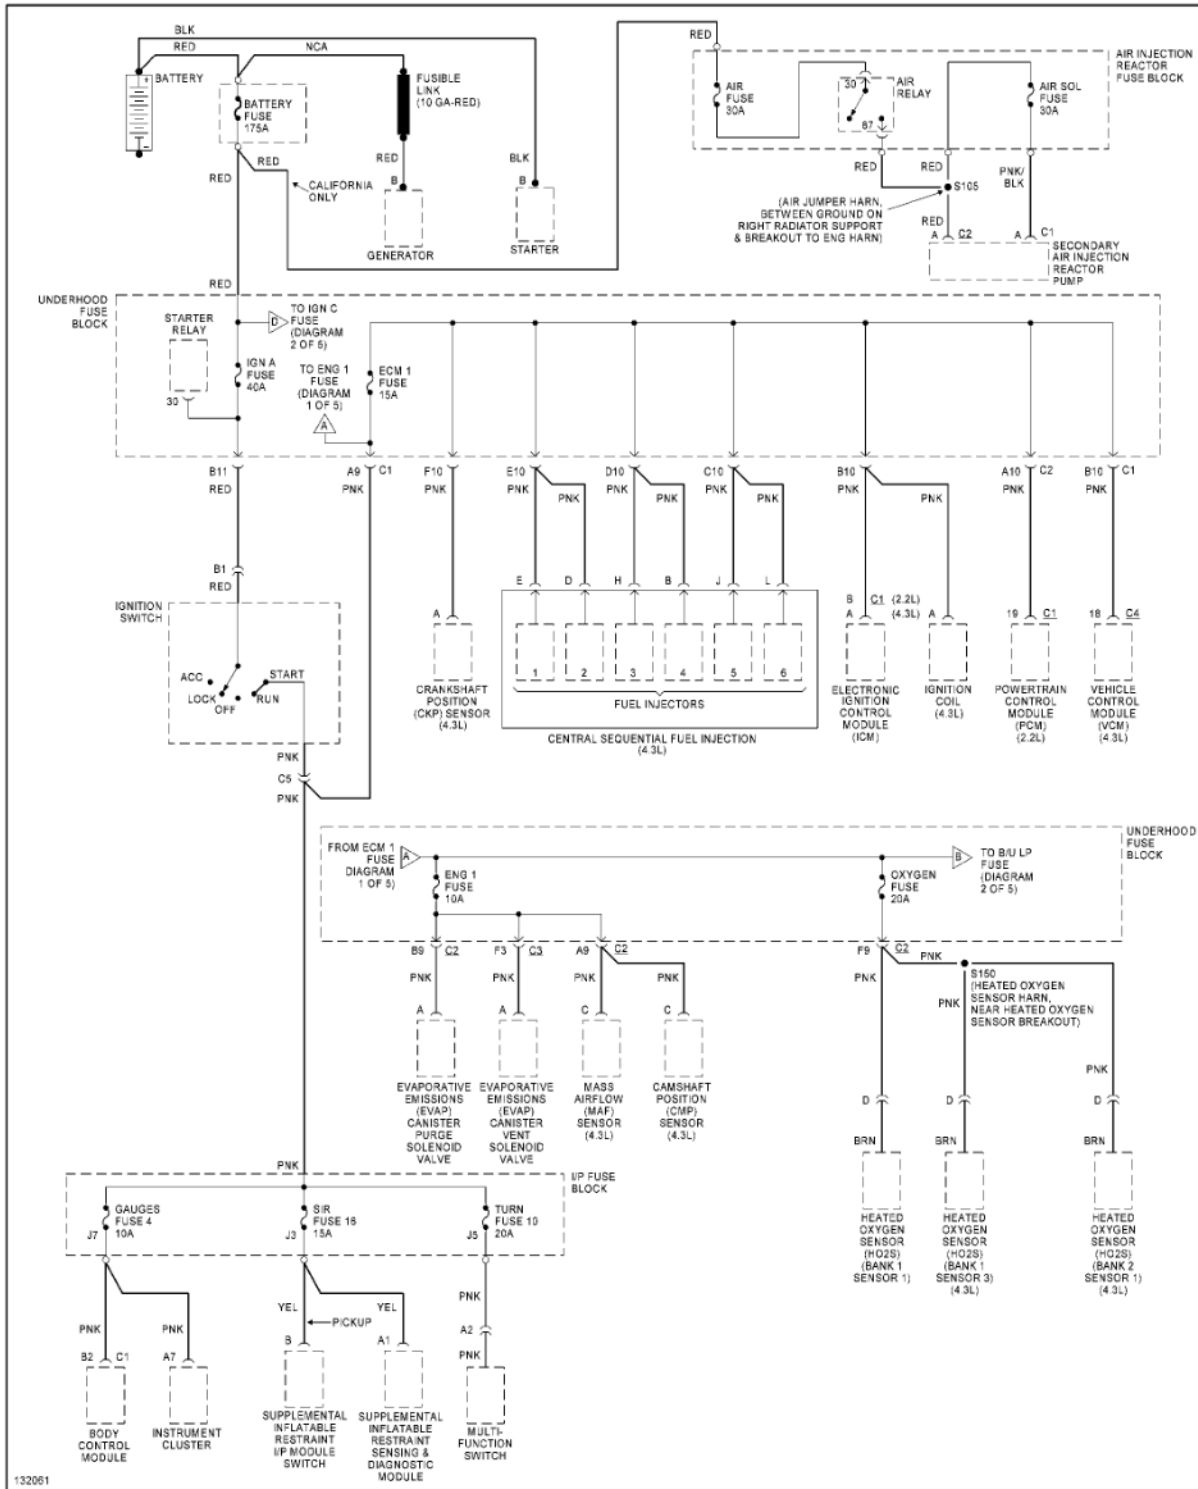 BLK
RED
NCA
RED
BATTERY
BATTERY
FUSE
175A
FUSIBLE
LINK
(10 GA-RED)
RED
RED
CALIFORNIA
ONLY
RED
B
GENERATOR
BLK
B
STARTER
AIR INJECTION
REACTOR
FUSE BLOCK
AIR
FUSE
30A
30
AIR
RELAY
87
AIR SOL
FUSE
30A
RED
RED
PNK/
BLK
S105
(AIR JUMPER HARN,
BETWEEN GROUND ON
RIGHT RADIATOR SUPPORT
& BREAKOUT TO ENG HARN)
RED
A
C2
A
C1
SECONDARY
AIR INJECTION
REACTOR
PUMP
RED
UNDERHOOD
FUSE
BLOCK
STARTER
RELAY
30
D
TO IGN C
FUSE
(DIAGRAM
2 OF 5)
IGN A
FUSE
40A
TO ENG 1
FUSE
(DIAGRAM
1 OF 5)
A
ECM 1
FUSE
15A
B11
A9
C1
F10
E10
D10
C10
B10
A10
C2
B10
C1
RED
PNK
PNK
PNK
PNK
PNK
PNK
PNK
PNK
PNK
PNK
PNK
PNK
B1
RED
IGNITION
SWITCH
ACC
LOCK
OFF
RUN
START
PNK
C5
PNK
A
CRANKSHAFT
POSITION
(CKP) SENSOR
(4.3L)
E
D
H
B
J
L
1
2
3
4
5
6
FUEL INJECTORS
CENTRAL SEQUENTIAL FUEL INJECTION
(4.3L)
B
C1
(2.2L)
A
(4.3L)
ELECTRONIC
IGNITION
CONTROL
MODULE
(ICM)
A
IGNITION
COIL
(4.3L)
19
C1
POWERTRAIN
CONTROL
MODULE
(PCM)
(2.2L)
18
C4
VEHICLE
CONTROL
MODULE
(VCM)
(4.3L)
UNDERHOOD
FUSE
BLOCK
FROM ECM 1
FUSE
DIAGRAM
1 OF 5)
A
ENG 1
FUSE
10A
OXYGEN
FUSE
20A
B
TO B/U LP
FUSE
(DIAGRAM
2 OF 5)
B9
C2
F3
C3
A9
C2
F9
C2
PNK
PNK
PNK
PNK
PNK
PNK
S150
(HEATED OXYGEN
SENSOR HARN,
NEAR HEATED OXYGEN
SENSOR BREAKOUT)
PNK
PNK
A
A
C
C
EVAPORATIVE
EMISSIONS
(EVAP)
CANISTER
PURGE
SOLENOID
VALVE
EVAPORATIVE
EMISSIONS
(EVAP)
CANISTER
VENT
SOLENOID
VALVE
MASS
AIRFLOW
(MAF)
SENSOR
(4.3L)
CAMSHAFT
POSITION
(CMP)
SENSOR
(4.3L)
D
D
D
BRN
BRN
BRN
HEATED
OXYGEN
SENSOR
(HO2S)
(BANK 1
SENSOR 1)
HEATED
OXYGEN
SENSOR
(HO2S)
(BANK 1
SENSOR 3)
(4.3L)
HEATED
OXYGEN
SENSOR
(HO2S)
(BANK 2
SENSOR 1)
(4.3L)
PNK
I/P FUSE
BLOCK
GAUGES
FUSE 4
10A
J7
SIR
FUSE 16
15A
J3
TURN
FUSE 10
20A
J5
PNK
PNK
YEL
PICKUP
YEL
PNK
A2
PNK
B2
C1
A7
B
A1
BODY
CONTROL
MODULE
INSTRUMENT
CLUSTER
SUPPLEMENTAL
INFLATABLE
RESTRAINT
I/P MODULE
SWITCH
SUPPLEMENTAL
INFLATABLE
RESTRAINT
SENSING &
DIAGNOSTIC
MODULE
MULTI-
FUNCTION
SWITCH
132061